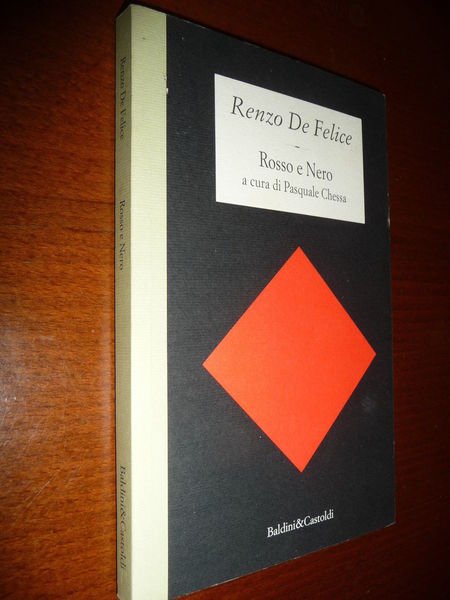 Renzo De Felice
Rosso e Nero
Baldini&Castoldi
Renzo De Felice
Rosso e Nero
a cura di Pasquale Chessa
Baldini&Castoldi